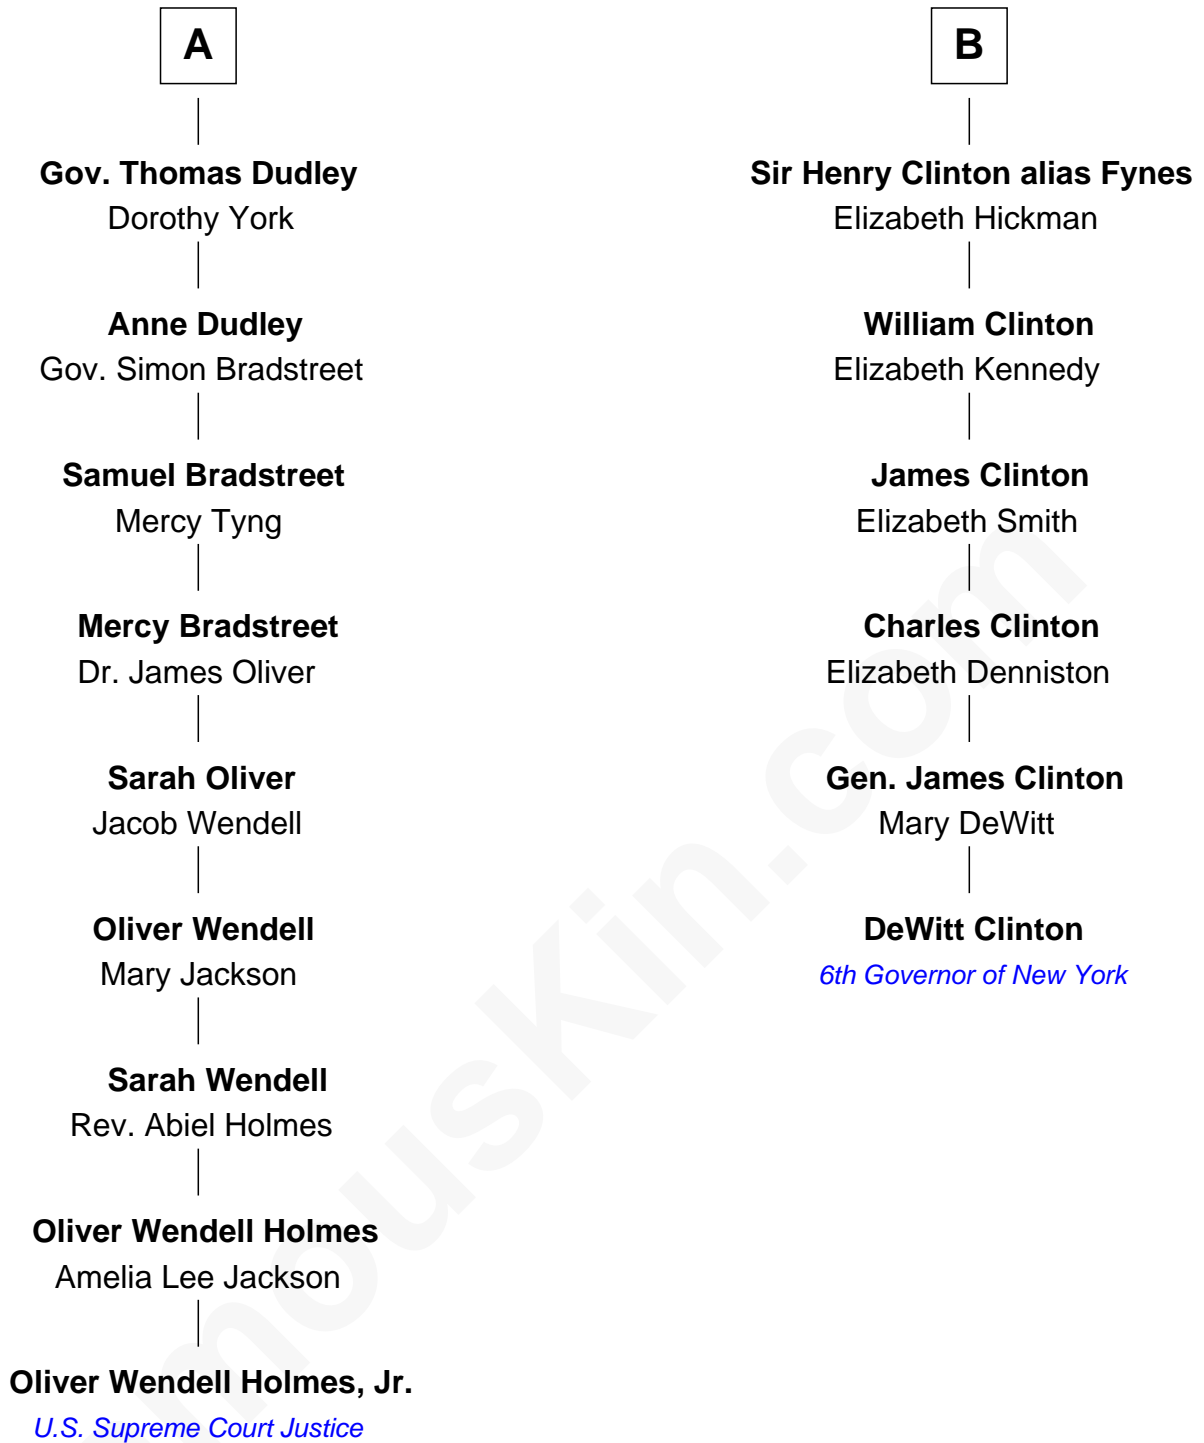 A
Gov. Thomas Dudley
Dorothy York
Anne Dudley
Gov. Simon Bradstreet
Samuel Bradstreet
Mercy Tyng
Mercy Bradstreet
Dr. James Oliver
Sarah Oliver
Jacob Wendell
Oliver Wendell
Mary Jackson
Sarah Wendell
Rev. Abiel Holmes
Oliver Wendell Holmes
Amelia Lee Jackson
Oliver Wendell Holmes, Jr.
U.S. Supreme Court Justice
B
Sir Henry Clinton alias Fynes
Elizabeth Hickman
William Clinton
Elizabeth Kennedy
James Clinton
Elizabeth Smith
Charles Clinton
Elizabeth Denniston
Gen. James Clinton
Mary DeWitt
DeWitt Clinton
6th Governor of New York
mousKin.com